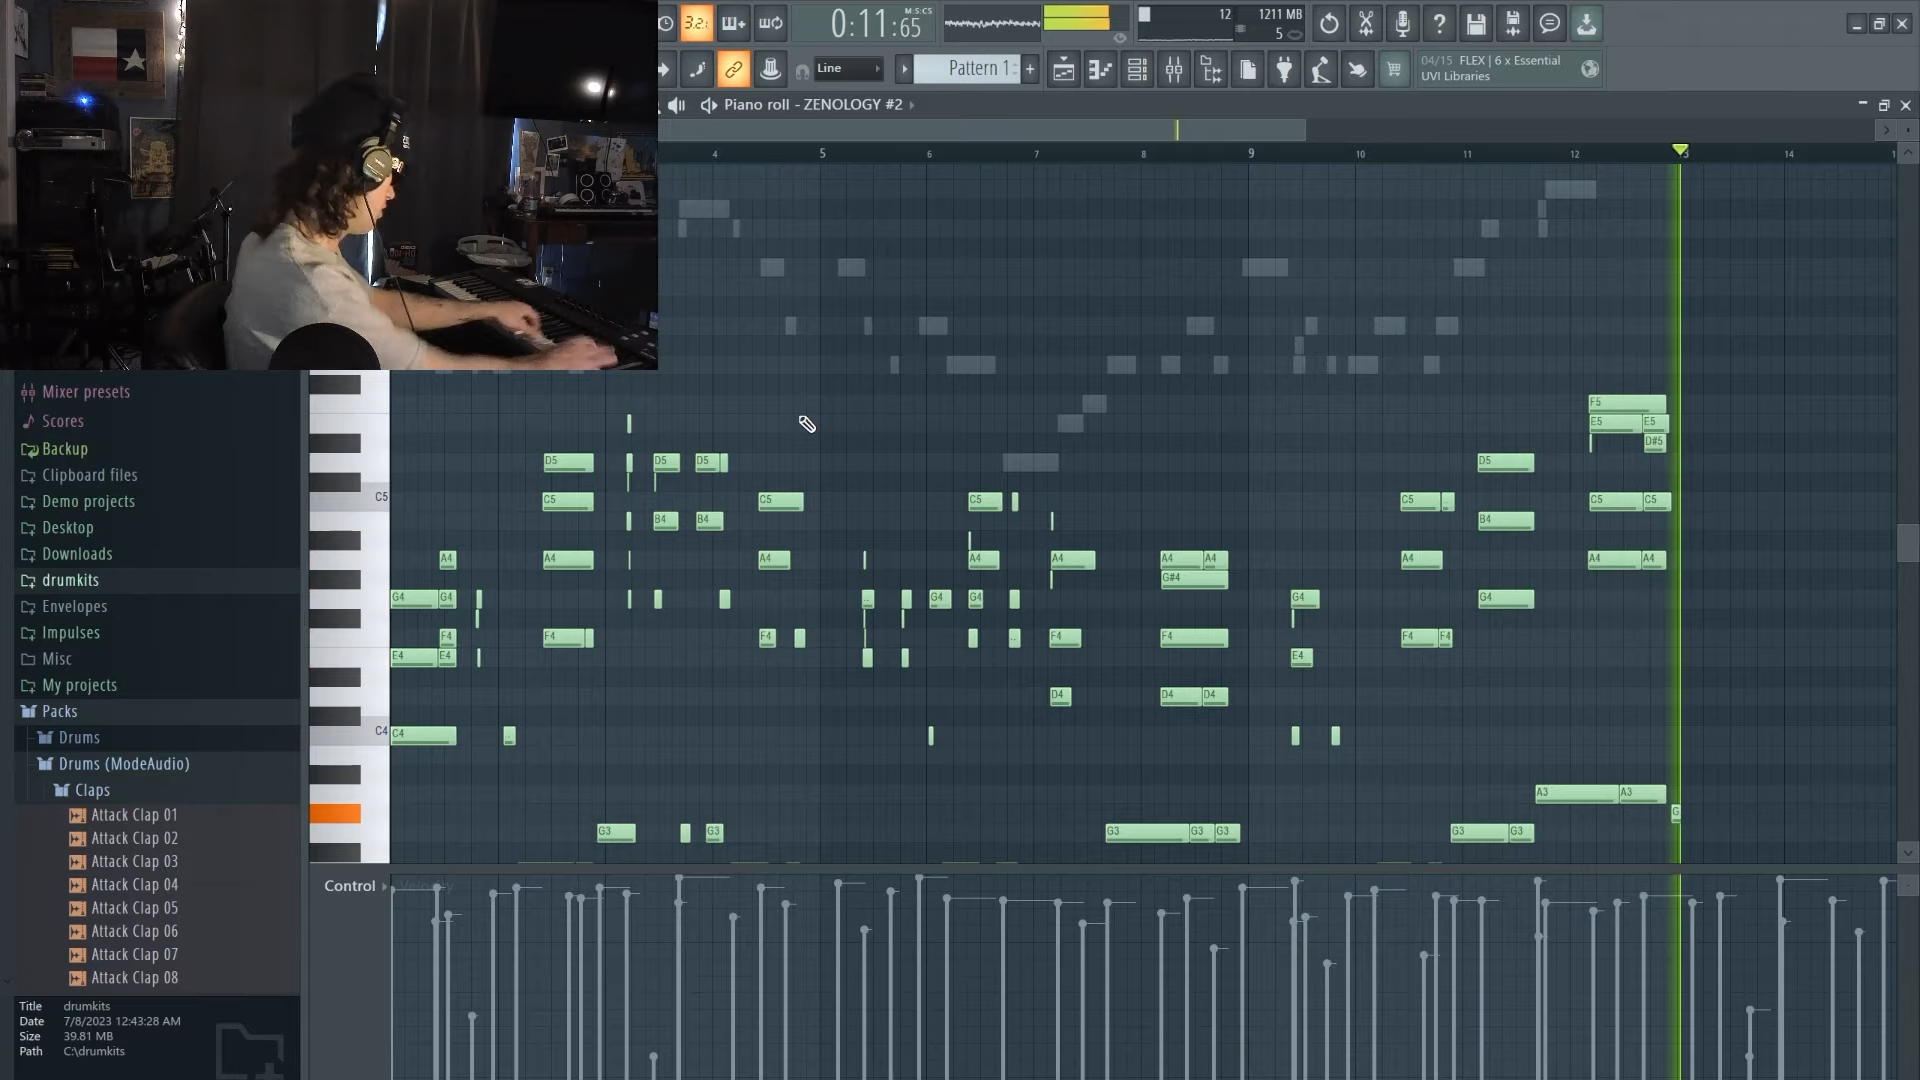 3.2:
0:11:65
M:S:CS
12
1211 MB
5
Line
Pattern 1
04/15 FLEX | 6 x Essential
UVI Libraries
Piano roll - ZENOLOGY #2
4 5 6 7 8 9 10 11 12 13 14
Mixer presets
Scores
Backup
Clipboard files
Demo projects
Desktop
Downloads
drumkits
Envelopes
Impulses
Misc
My projects
Packs
Drums
Drums (ModeAudio)
Claps
Attack Clap 01
Attack Clap 02
Attack Clap 03
Attack Clap 04
Attack Clap 05
Attack Clap 06
Attack Clap 07
Attack Clap 08
Title drumkits
Date 7/8/2023 12:43:28 AM
Size 39.81 MB
Path C:\drumkits
F5
E5 E5
D#5
D5 D5 D5 D5
C5
C5 C5 C5 C5 C5 C5
B4 B4 B4
A4 A4 A4 A4 A4 A4 A4 A4 A4 A4
G#4
G4 G4 G4 G4 G4 G4
F4 F4 F4 F4 F4 F4 F4
E4 E4 E4
D4 D4 D4
C4
C4
A3 A3
G
G3 G3 G3 G3 G3 G3 G3
Control
Velocity